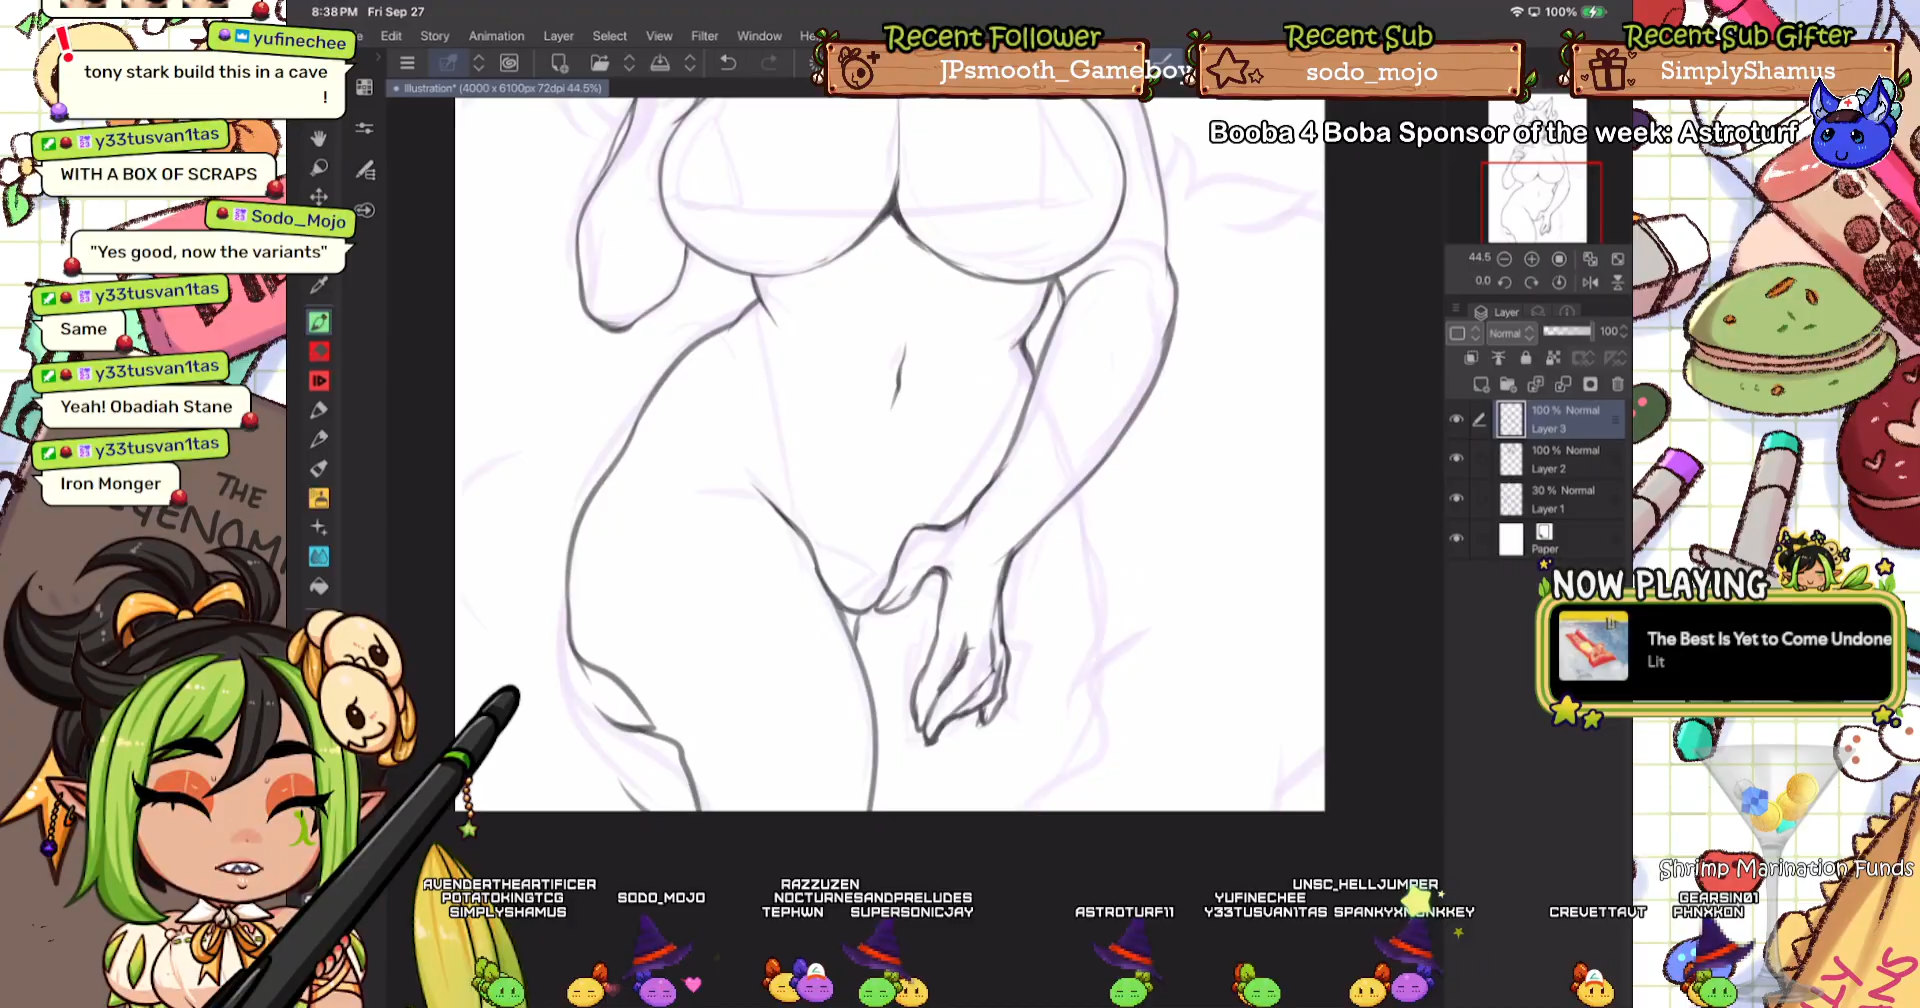 8:38PM Fri Sep 27
100%
Edit Story Animation Layer Select View Filter Window
Illustration* (4000 x 6100px 72dpi 44.5%)
Recent Follower
JPsmooth_Gameboy
Recent Sub
sodo_mojo
Recent Sub Gifter
SimplyShamus
Booba 4 Boba Sponsor of the week: Astroturf
yufinechee
tony stark build this in a cave
!
y33tusvan1tas
WITH A BOX OF SCRAPS
Sodo_Mojo
"Yes good, now the variants"
y33tusvan1tas
Same
y33tusvan1tas
Yeah! Obadiah Stane
y33tusvan1tas
Iron Monger
THE
44.5
0.0
Layer
Normal
100
100% Normal
Layer 3
100% Normal
Layer 2
30% Normal
Layer 1
Paper
NOW PLAYING
The Best Is Yet to Come Undone
Lit
Shrimp Marination Funds
AVENDERTHEARTIFICER
POTATOKINGTCG
SIMPLYSHAMUS
SODO_MOJO
RAZZUZEN
NOCTURNESANDPRELUDES
TEPHWN SUPERSONICJAY
ASTROTURF11
UNSC_HELLJUMPER
YUFINECHEE
Y33TUSVAN1TAS
CREVETTAUT
GEARSIN01
PHNXKDN